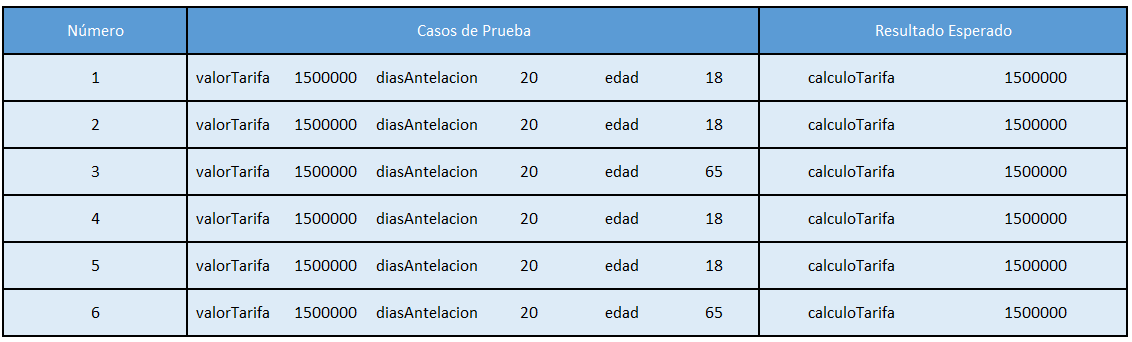 Número Casos de Prueba Resultado Esperado
1 valorTarifa 1500000 diasAntelacion 20 edad 18 calculoTarifa 1500000
2 valorTarifa 1500000 diasAntelacion 20 edad 18 calculoTarifa 1500000
3 valorTarifa 1500000 diasAntelacion 20 edad 65 calculoTarifa 1500000
4 valorTarifa 1500000 diasAntelacion 20 edad 18 calculoTarifa 1500000
5 valorTarifa 1500000 diasAntelacion 20 edad 18 calculoTarifa 1500000
6 valorTarifa 1500000 diasAntelacion 20 edad 65 calculoTarifa 1500000